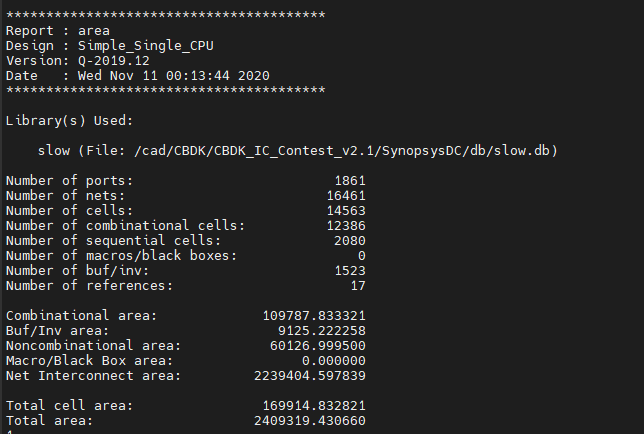 ****************************************
Report : area
Design : Simple_Single_CPU
Version: Q-2019.12
Date   : Wed Nov 11 00:13:44 2020
****************************************
Library(s) Used:
slow (File: /cad/CBDK/CBDK_IC_Contest_v2.1/SynopsysDC/db/slow.db)
Number of ports: 1861
Number of nets: 16461
Number of cells: 14563
Number of combinational cells: 12386
Number of sequential cells: 2080
Number of macros/black boxes: 0
Number of buf/inv: 1523
Number of references: 17
Combinational area: 109787.833321
Buf/Inv area: 9125.222258
Noncombinational area: 60126.999500
Macro/Black Box area: 0.000000
Net Interconnect area: 2239404.597839
Total cell area: 169914.832821
Total area: 2409319.430660